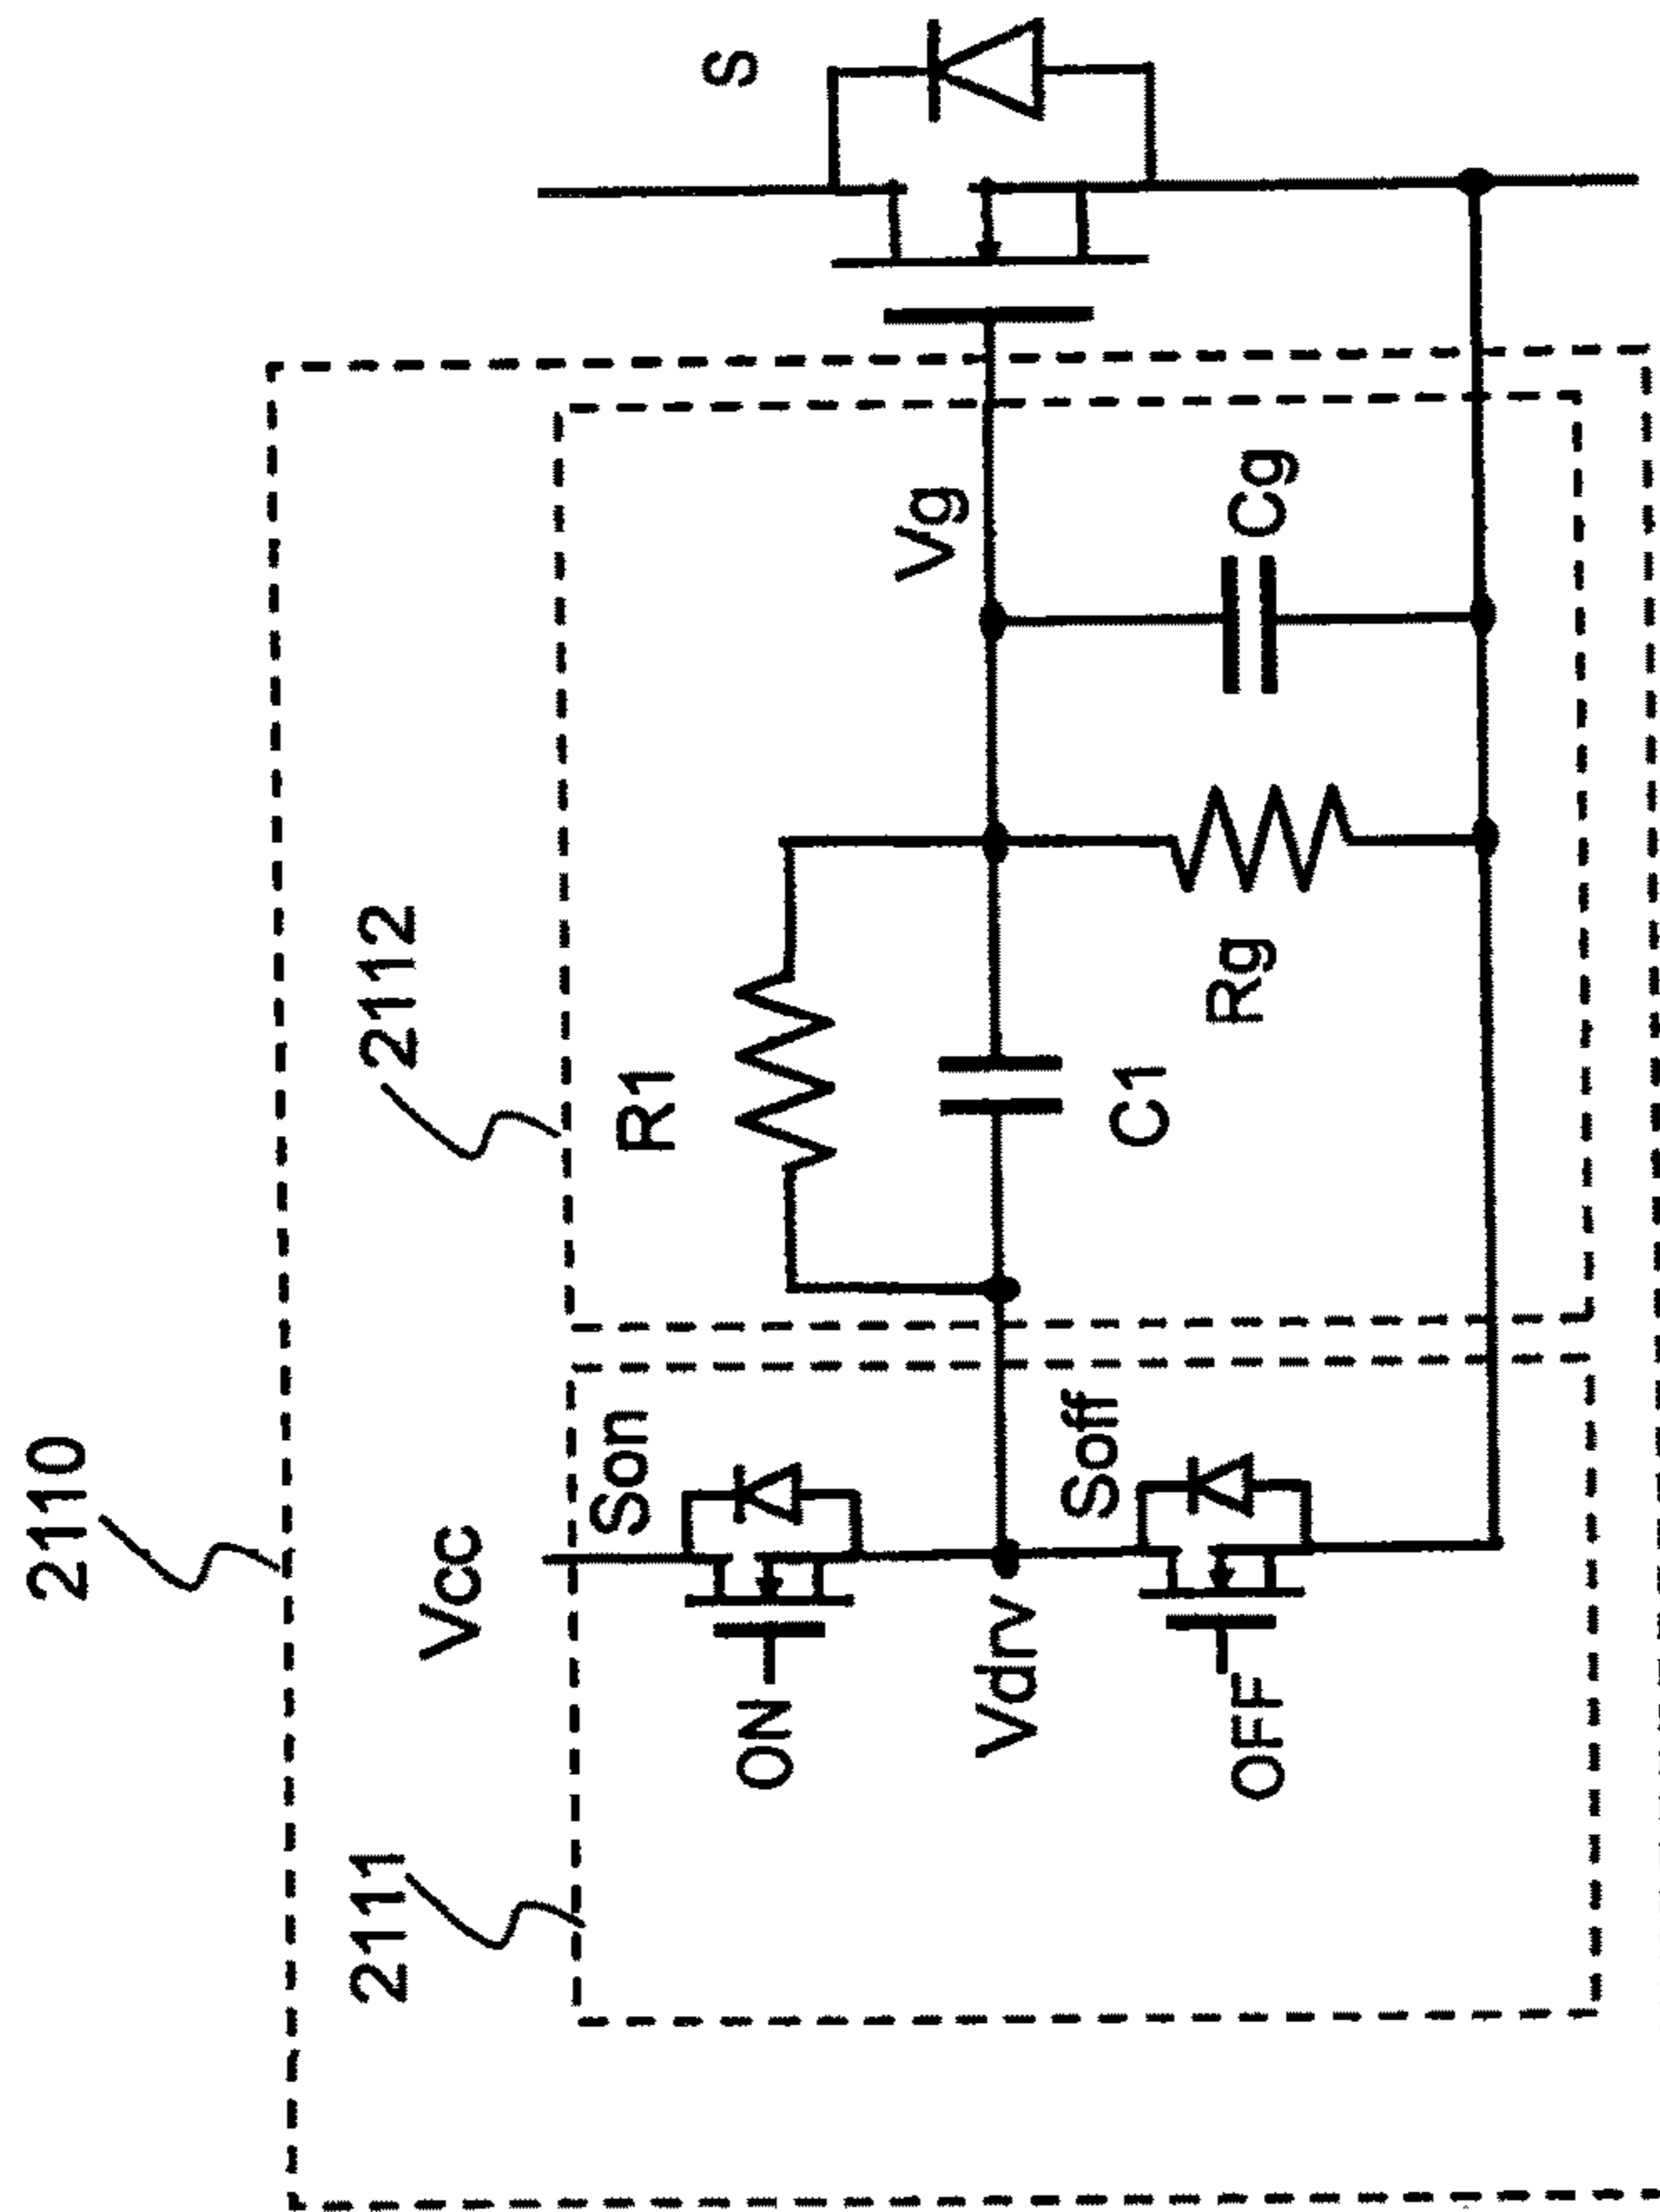 2110
2112
2111
Vcc
Son
ON
R1
Vg
S
Vdrv
C1
Soff
OFF
Rg
Cg